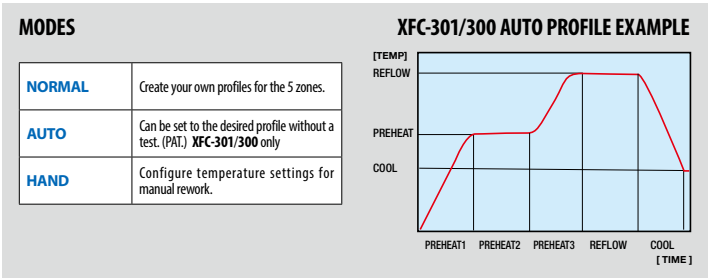 MODES
NORMAL
Create your own profiles for the 5 zones.
AUTO
Can be set to the desired profile without a
test. (PAT.) XFC-301/300 only
HAND
Configure temperature settings for
manual rework.
XFC-301/300 AUTO PROFILE EXAMPLE
[TEMP]
REFLOW
PREHEAT
COOL
PREHEAT1 PREHEAT2 PREHEAT3 REFLOW COOL
[ TIME ]